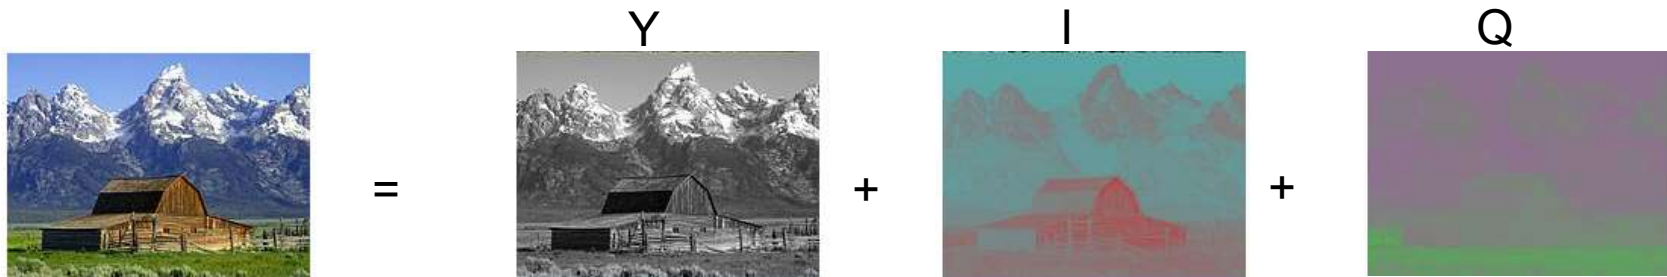 Y I Q
= + +